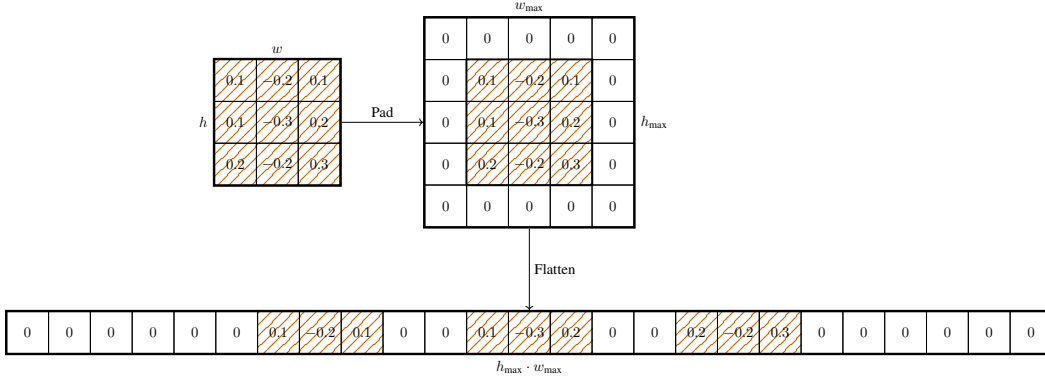 w_max
0 0 0 0 0
w
0.1 −0.2 0.1
0 0.1 −0.2 0.1 0
h 0.1 −0.3 0.2
Pad
0 0.1 −0.3 0.2 0 h_max
0.2 −0.2 0.3
0 0.2 −0.2 0.3 0
0 0 0 0 0
Flatten
0 0 0 0 0 0 0.1 −0.2 0.1 0 0 0.1 −0.3 0.2 0 0 0.2 −0.2 0.3 0 0 0 0 0 0
h_max · w_max